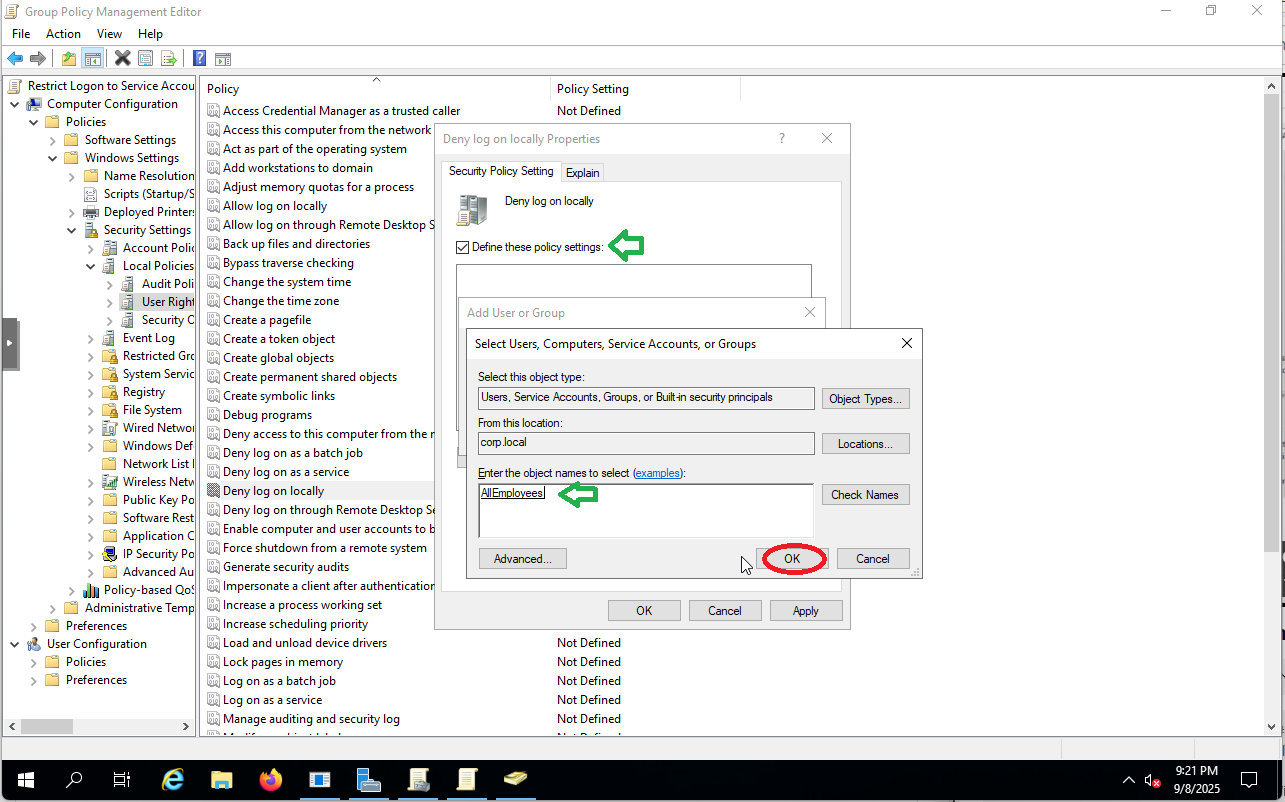 Group Policy Management Editor
File Action View Help
Restrict Logon to Service Accou
Computer Configuration
Policies
Software Settings
Windows Settings
Name Resolution
Scripts (Startup/S
Deployed Printers
Security Settings
Account Polic
Local Policies
Audit Poli
User Right
Security O
Event Log
Restricted Gro
System Servic
Registry
File System
Wired Netwo
Windows Def
Network List
Wireless Netw
Public Key Po
Software Rest
Application C
IP Security Po
Advanced Au
Policy-based QoS
Administrative Temp
Preferences
User Configuration
Policies
Preferences
Policy Policy Setting
Access Credential Manager as a trusted caller Not Defined
Access this computer from the network
Act as part of the operating system
Add workstations to domain
Adjust memory quotas for a process
Allow log on locally
Allow log on through Remote Desktop S
Back up files and directories
Bypass traverse checking
Change the system time
Change the time zone
Create a pagefile
Create a token object
Create global objects
Create permanent shared objects
Create symbolic links
Debug programs
Deny access to this computer from the n
Deny log on as a batch job
Deny log on as a service
Deny log on locally
Deny log on through Remote Desktop Se
Enable computer and user accounts to b
Force shutdown from a remote system
Generate security audits
Impersonate a client after authentication
Increase a process working set
Increase scheduling priority
Load and unload device drivers Not Defined
Lock pages in memory Not Defined
Log on as a batch job Not Defined
Log on as a service Not Defined
Manage auditing and security log Not Defined
Deny log on locally Properties
Security Policy Setting Explain
Deny log on locally
Define these policy settings:
Add User or Group
Select Users, Computers, Service Accounts, or Groups
Select this object type:
Users, Service Accounts, Groups, or Built-in security principals Object Types...
From this location:
corp.local Locations...
Enter the object names to select (examples):
AllEmployees Check Names
Advanced... OK Cancel
OK Cancel Apply
9:21 PM
9/8/2025